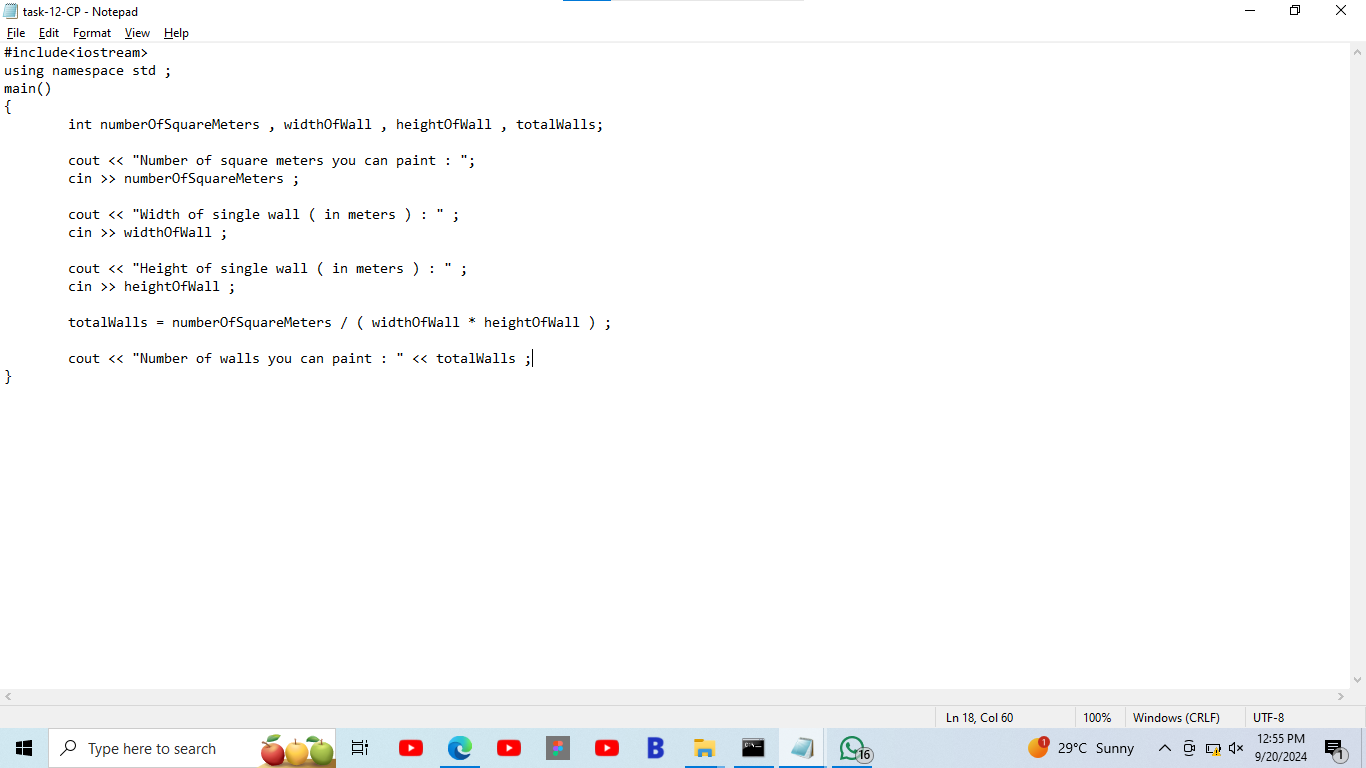 task-12-CP - Notepad
File Edit Format View Help
#include<iostream>
using namespace std ;
main()
{
        int numberOfSquareMeters , widthOfWall , heightOfWall , totalWalls;

        cout << "Number of square meters you can paint : ";
        cin >> numberOfSquareMeters ;

        cout << "Width of single wall ( in meters ) : " ;
        cin >> widthOfWall ;

        cout << "Height of single wall ( in meters ) : " ;
        cin >> heightOfWall ;

        totalWalls = numberOfSquareMeters / ( widthOfWall * heightOfWall ) ;

        cout << "Number of walls you can paint : " << totalWalls ;
}
Ln 18, Col 60 100% Windows (CRLF) UTF-8
Type here to search B 16 1 29°C Sunny 12:55 PM 1
9/20/2024